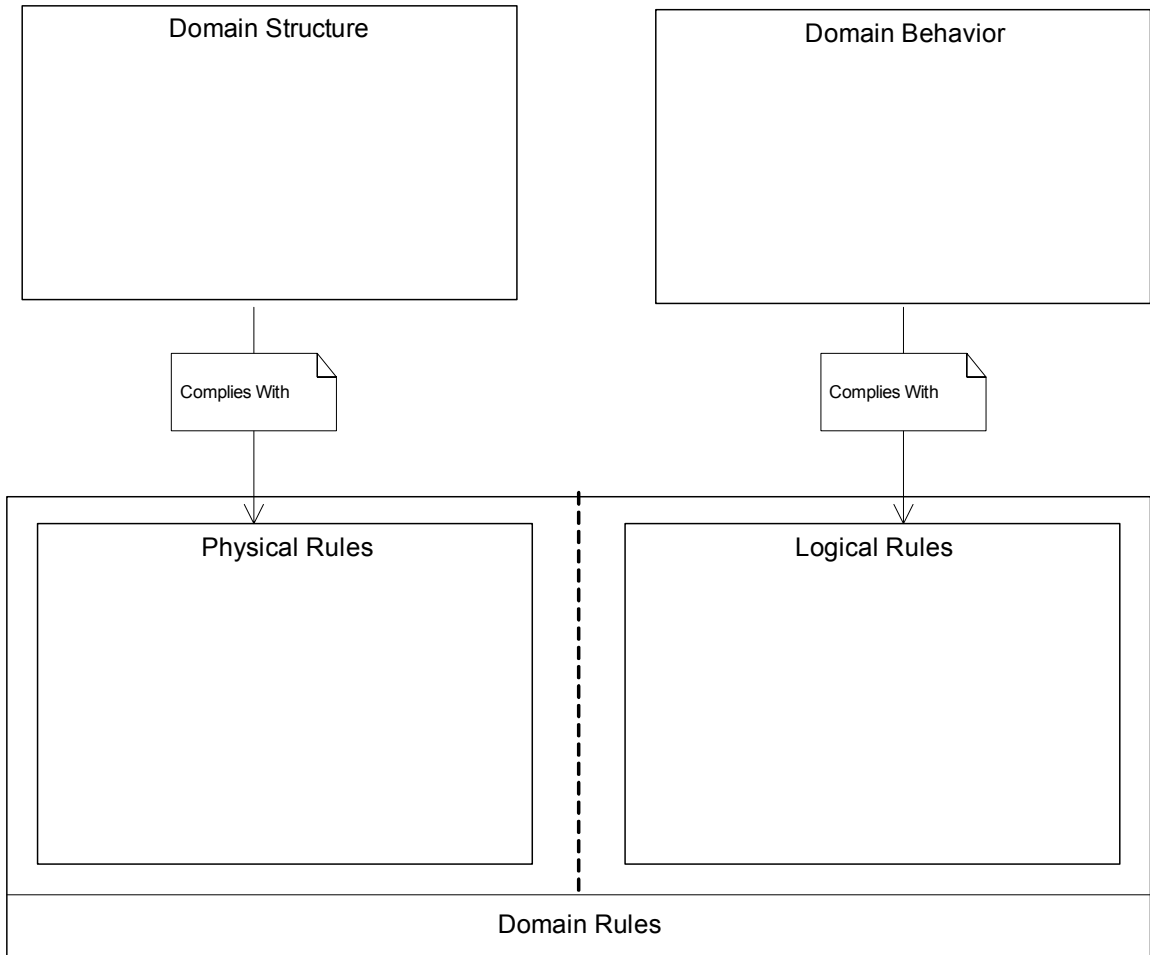 Domain Structure
Domain Behavior
Complies With
Complies With
Physical Rules
Logical Rules
Domain Rules